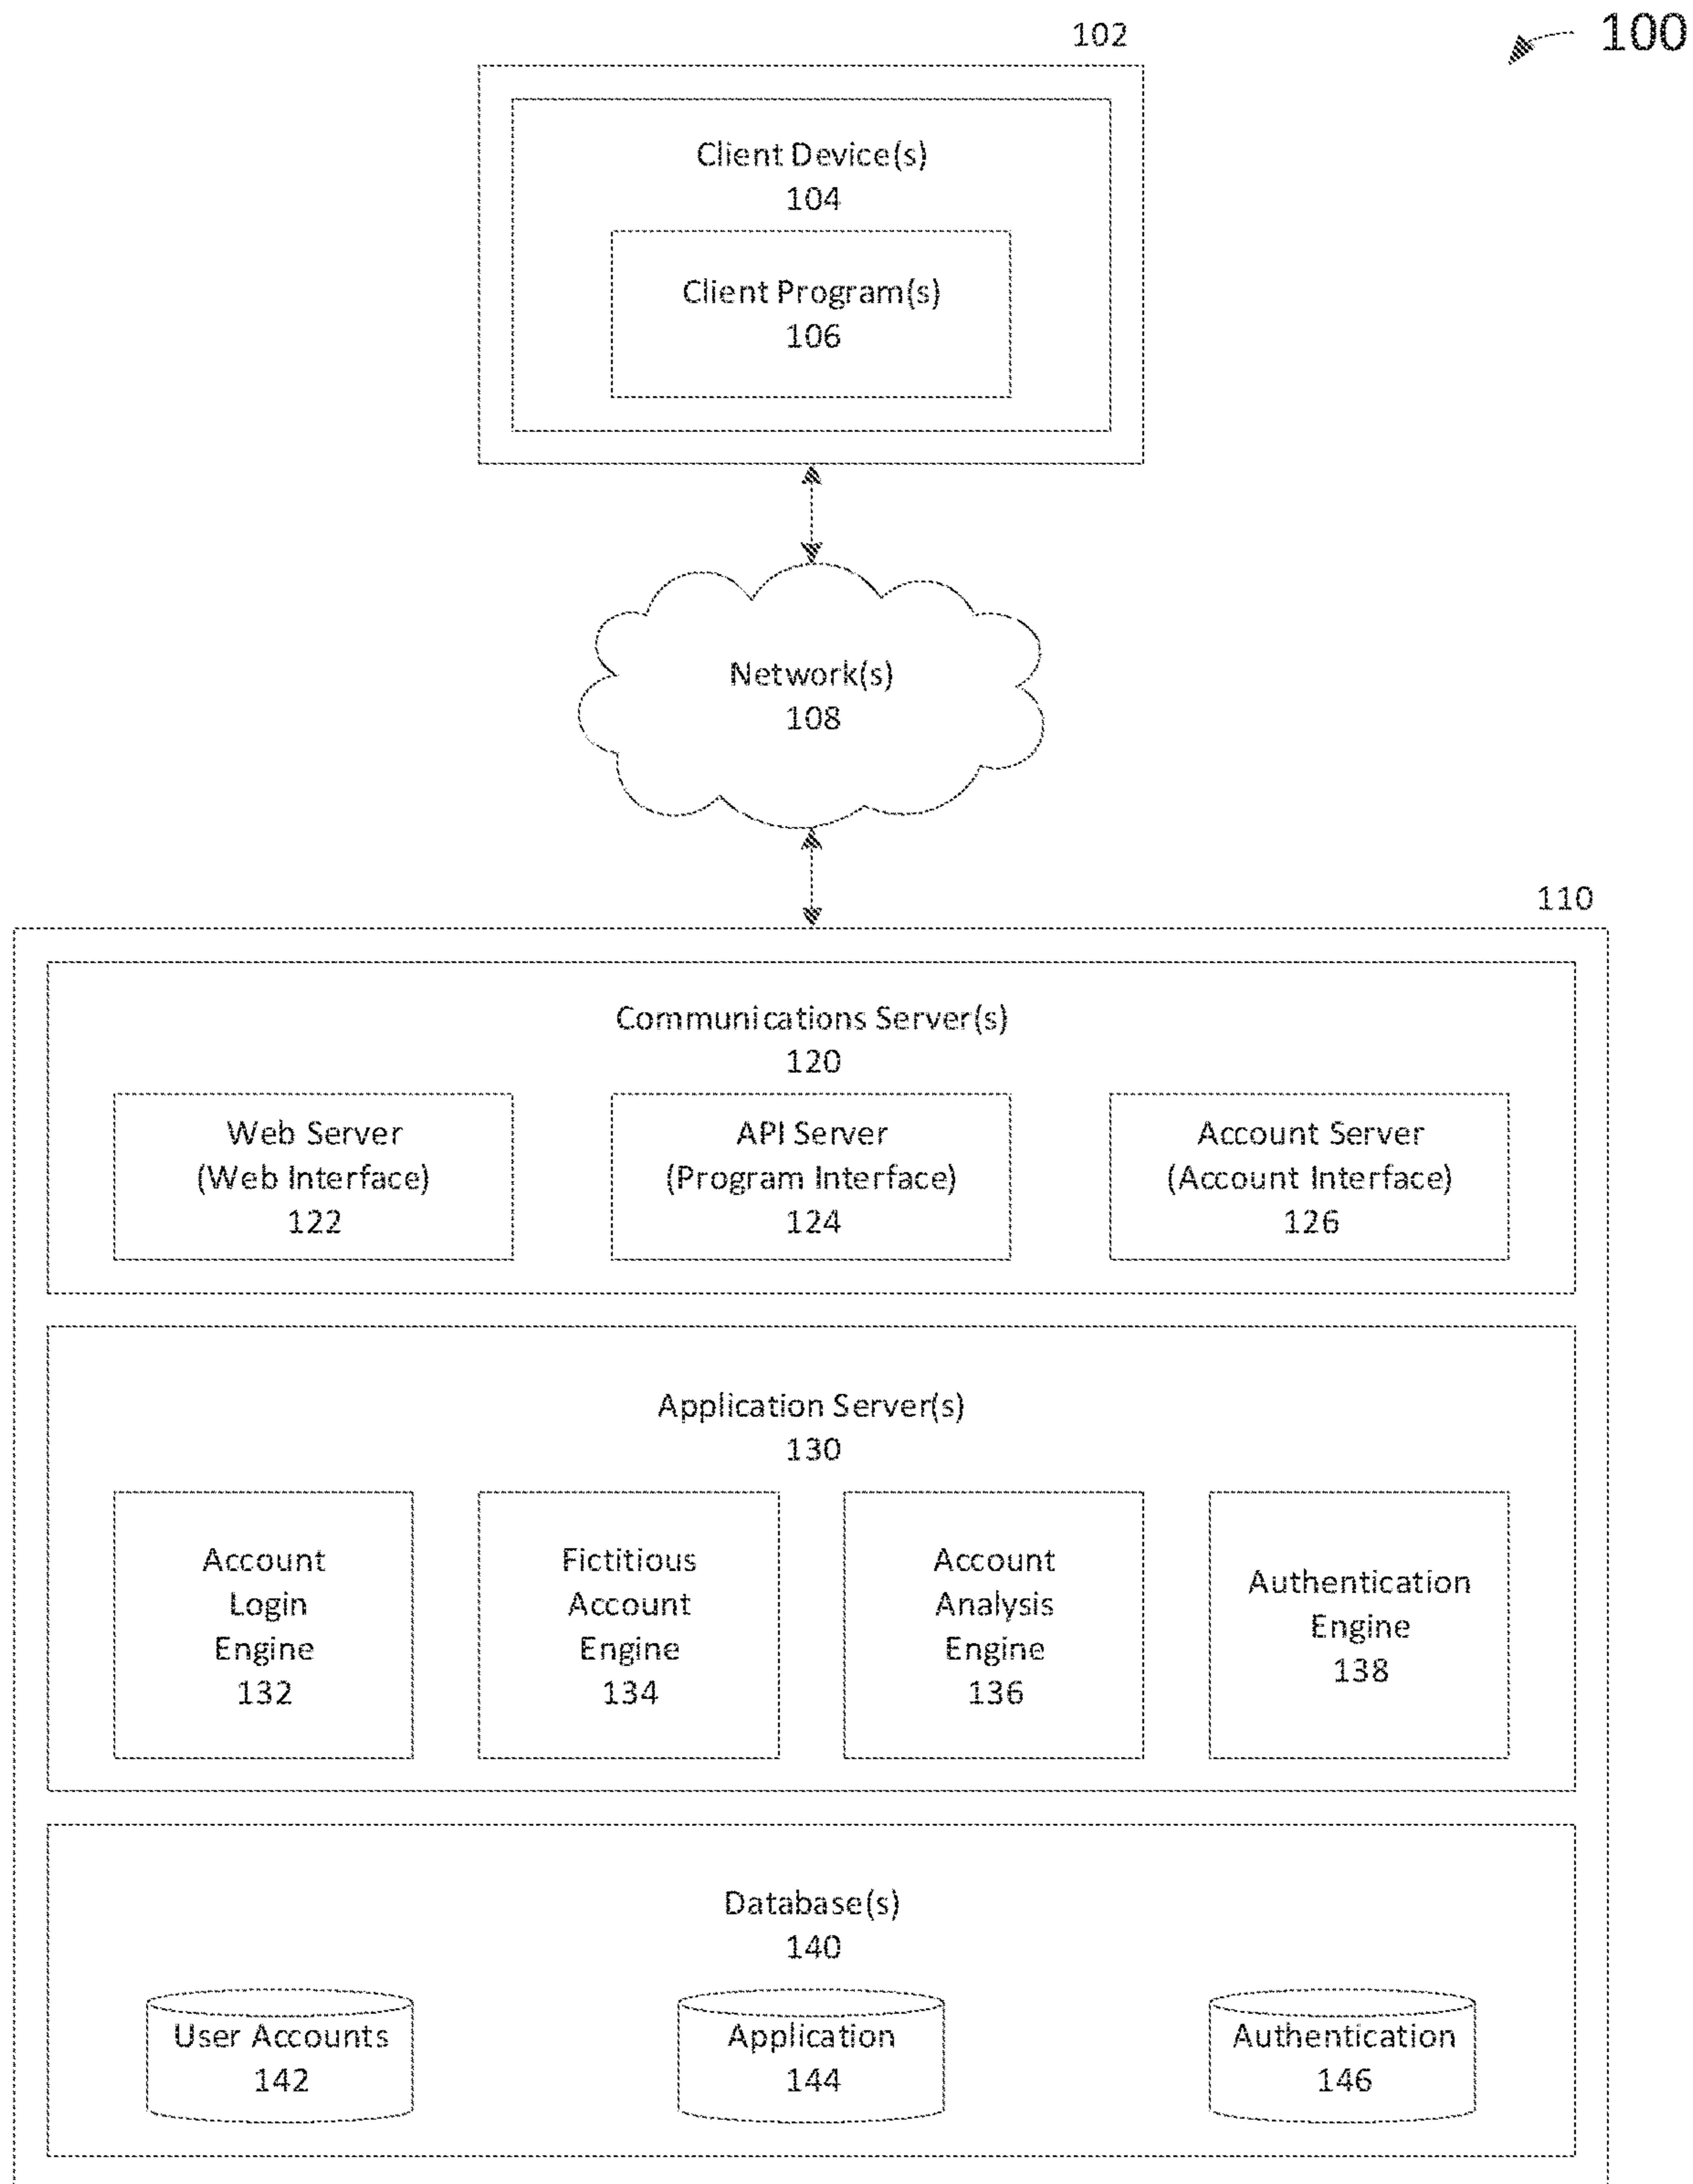 100
102
Client Device(s)
104
Client Program(s)
106
Network(s)
108
110
Communications Server(s)
120
Web Server
(Web Interface)
122
API Server
(Program Interface)
124
Account Server
(Account Interface)
126
Application Server(s)
130
Account
Login
Engine
132
Fictitious
Account
Engine
134
Account
Analysis
Engine
136
Authentication
Engine
138
Database(s)
140
User Accounts
142
Application
144
Authentication
146